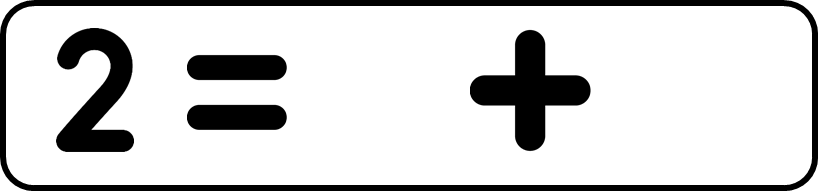 2 = +